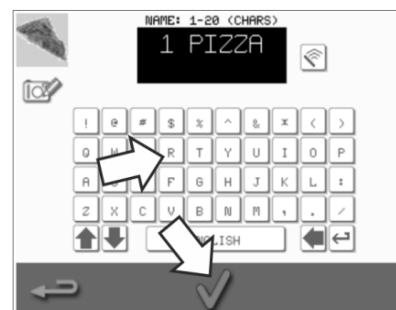 NAME: 1-20 (CHARS)
1 PIZZA
! @ # $ % ^ & * ( )
Q R T Y U I O P
A F G H J K L :
Z X C V B N M , . /